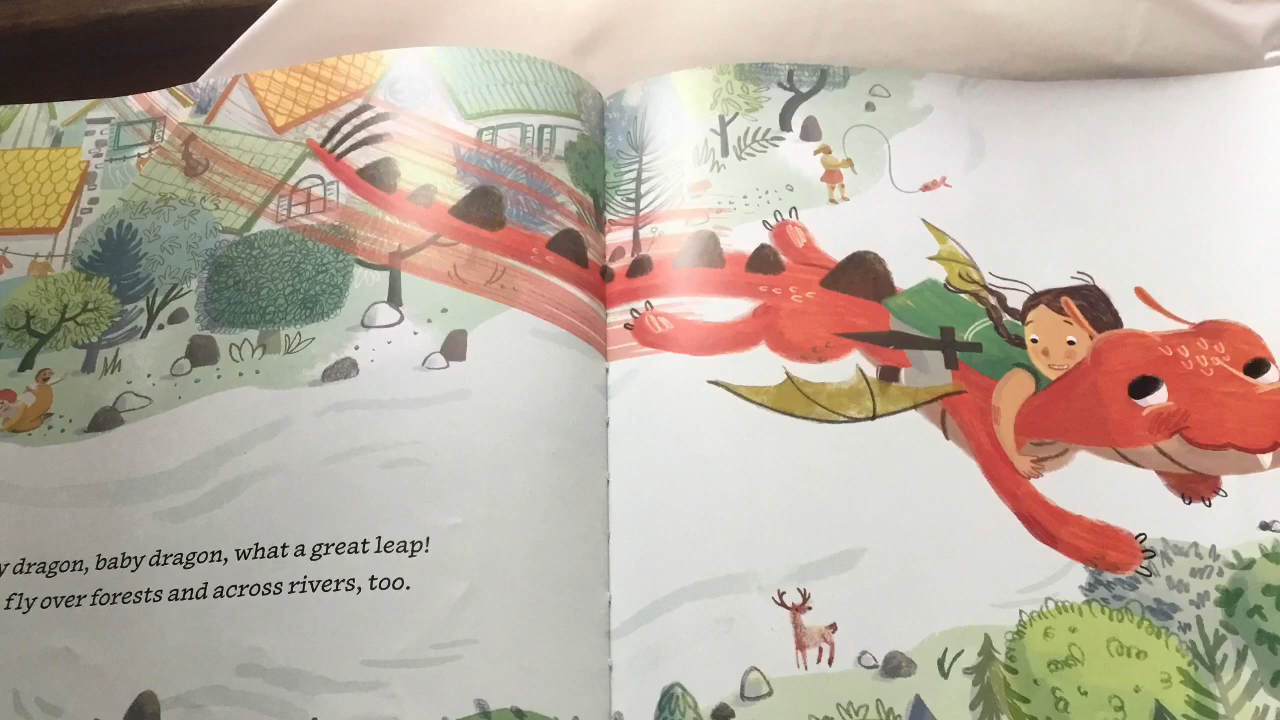 dragon, baby dragon, what a great leap!
fly over forests and across rivers, too.